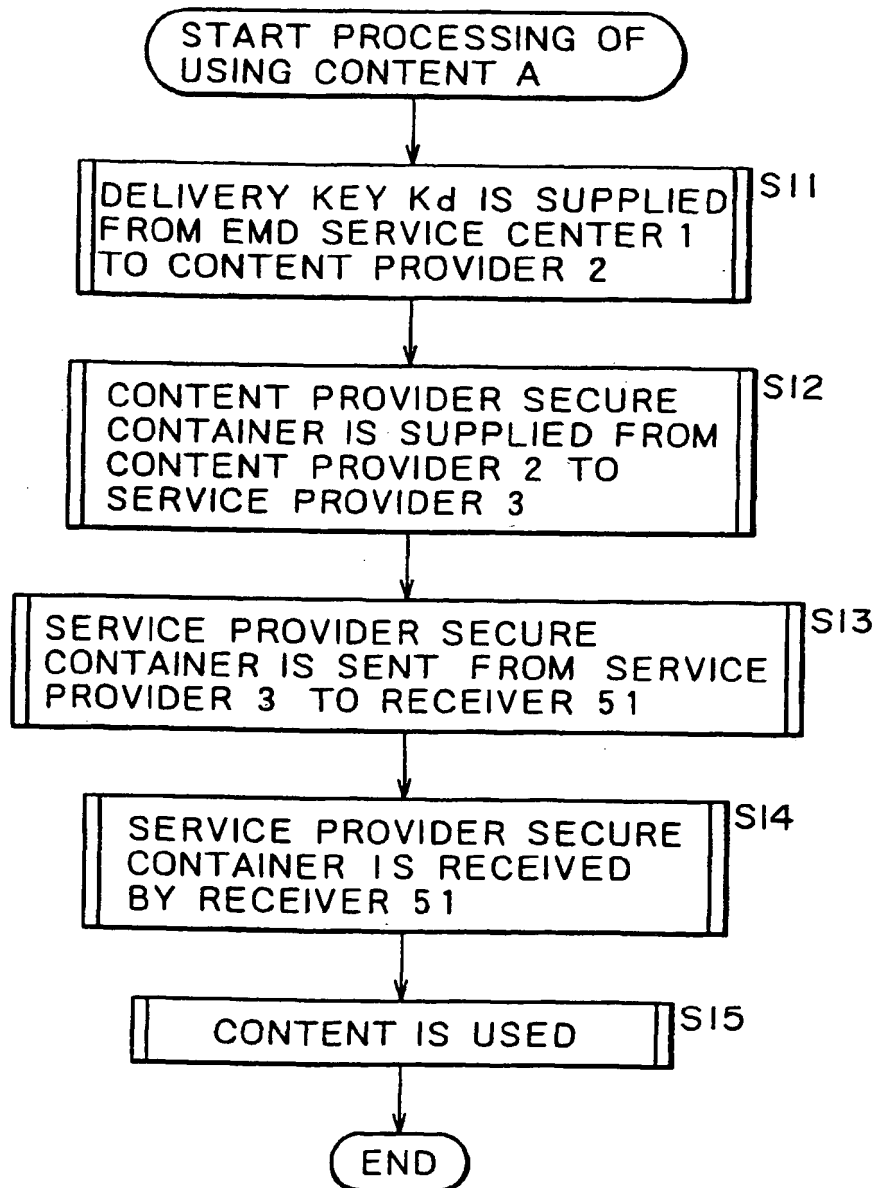 START PROCESSING OF
USING CONTENT A
DELIVERY KEY Kd IS SUPPLIED
FROM EMD SERVICE CENTER 1
TO CONTENT PROVIDER 2
S11
CONTENT PROVIDER SECURE
CONTAINER IS SUPPLIED FROM
CONTENT PROVIDER 2 TO
SERVICE PROVIDER 3
S12
SERVICE PROVIDER SECURE
CONTAINER IS SENT FROM SERVICE
PROVIDER 3 TO RECEIVER 51
S13
SERVICE PROVIDER SECURE
CONTAINER IS RECEIVED
BY RECEIVER 51
S14
CONTENT IS USED
S15
END